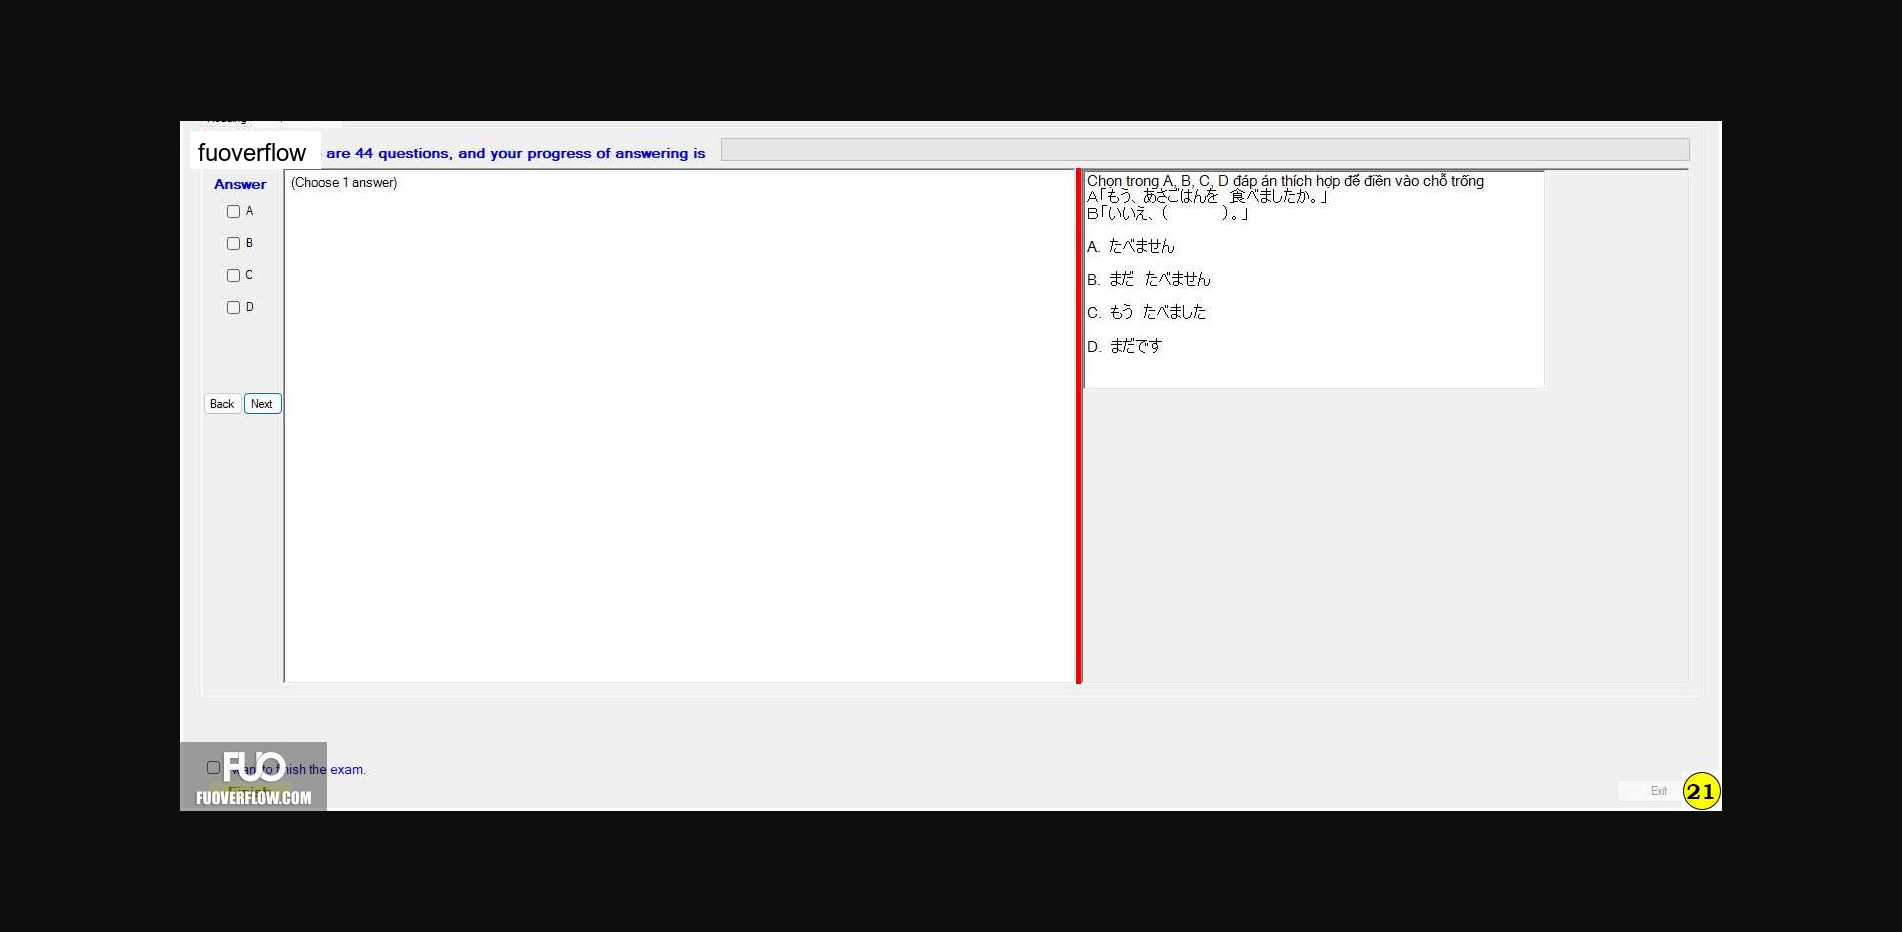 fuoverflow are 44 questions, and your progress of answering is
Answer
(Choose 1 answer)
A
B
C
D
Back Next
Chọn trong A, B, C, D đáp án thích hợp để điền vào chỗ trống
A「もう、あさごはんを 食べましたか。」
B「いいえ、( )。」
A. たべません
B. まだ たべません
C. もう たべました
D. まだです
FUO
finish the exam.
FUOVERFLOW.COM
Exit
21